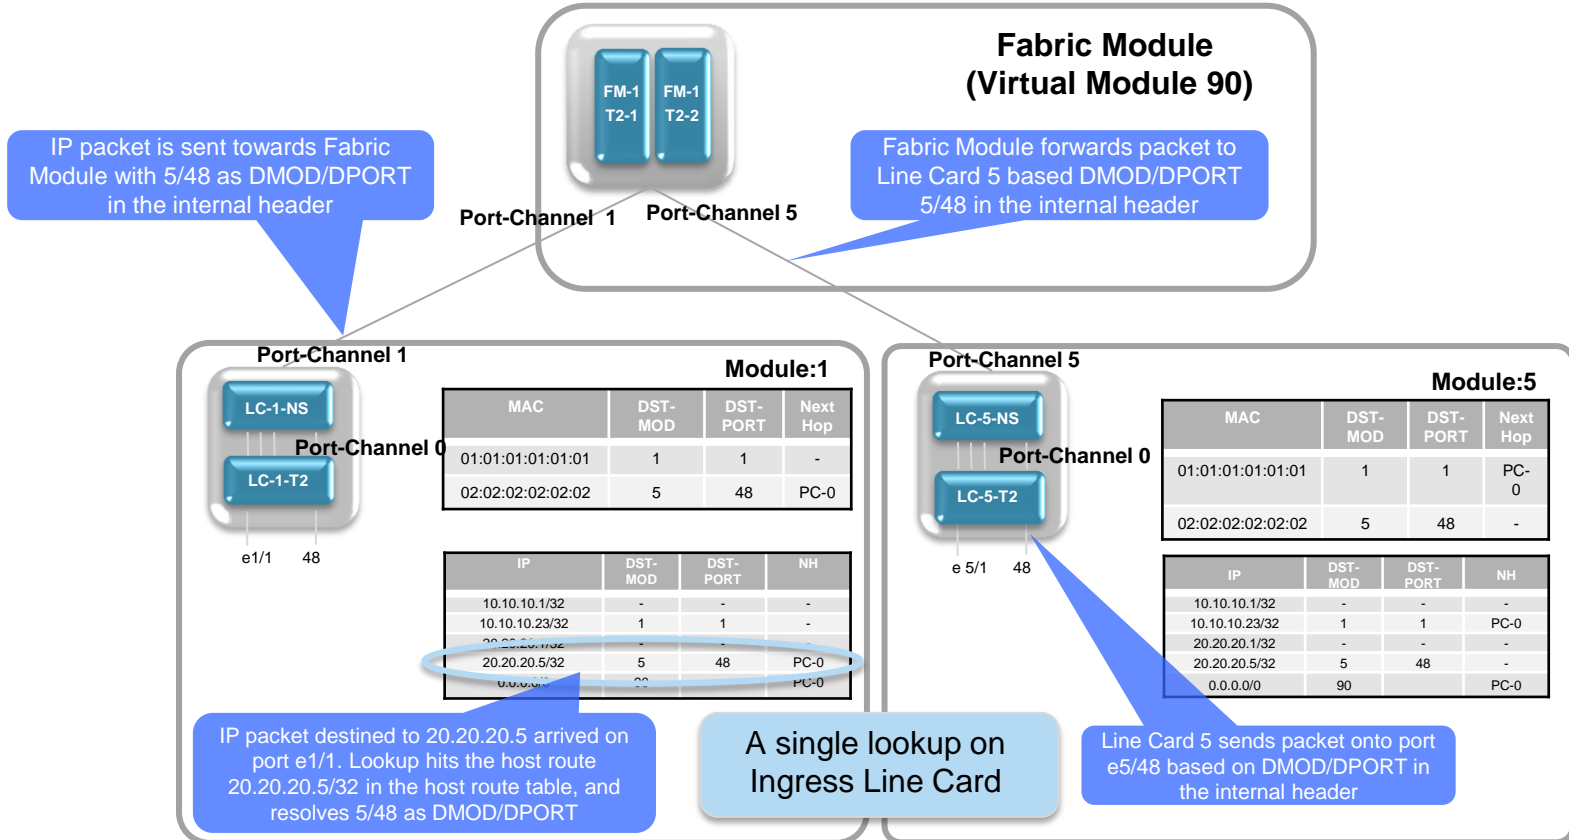 Fabric Module
(Virtual Module 90)
FM-1
T2-1
FM-1
T2-2
IP packet is sent towards Fabric
Module with 5/48 as DMOD/DPORT
in the internal header
Fabric Module forwards packet to
Line Card 5 based DMOD/DPORT
5/48 in the internal header
Port-Channel 1
Port-Channel 5
Port-Channel 1
Module:1
LC-1-NS
Port-Channel 0
LC-1-T2
e1/1 48
MAC DST-MOD DST-PORT Next Hop
01:01:01:01:01:01 1 1 -
02:02:02:02:02:02 5 48 PC-0
IP DST-MOD DST-PORT NH
10.10.10.1/32 - - -
10.10.10.23/32 1 1 -
20.20.20.1/32 - - -
20.20.20.5/32 5 48 PC-0
0.0.0.0/0 90 PC-0
IP packet destined to 20.20.20.5 arrived on
port e1/1. Lookup hits the host route
20.20.20.5/32 in the host route table, and
resolves 5/48 as DMOD/DPORT
A single lookup on
Ingress Line Card
Port-Channel 5
Module:5
LC-5-NS
Port-Channel 0
LC-5-T2
e 5/1 48
MAC DST-MOD DST-PORT Next Hop
01:01:01:01:01:01 1 1 PC-0
02:02:02:02:02:02 5 48 -
IP DST-MOD DST-PORT NH
10.10.10.1/32 - - -
10.10.10.23/32 1 1 PC-0
20.20.20.1/32 - - -
20.20.20.5/32 5 48 -
0.0.0.0/0 90 PC-0
Line Card 5 sends packet onto port
e5/48 based on DMOD/DPORT in
the internal header